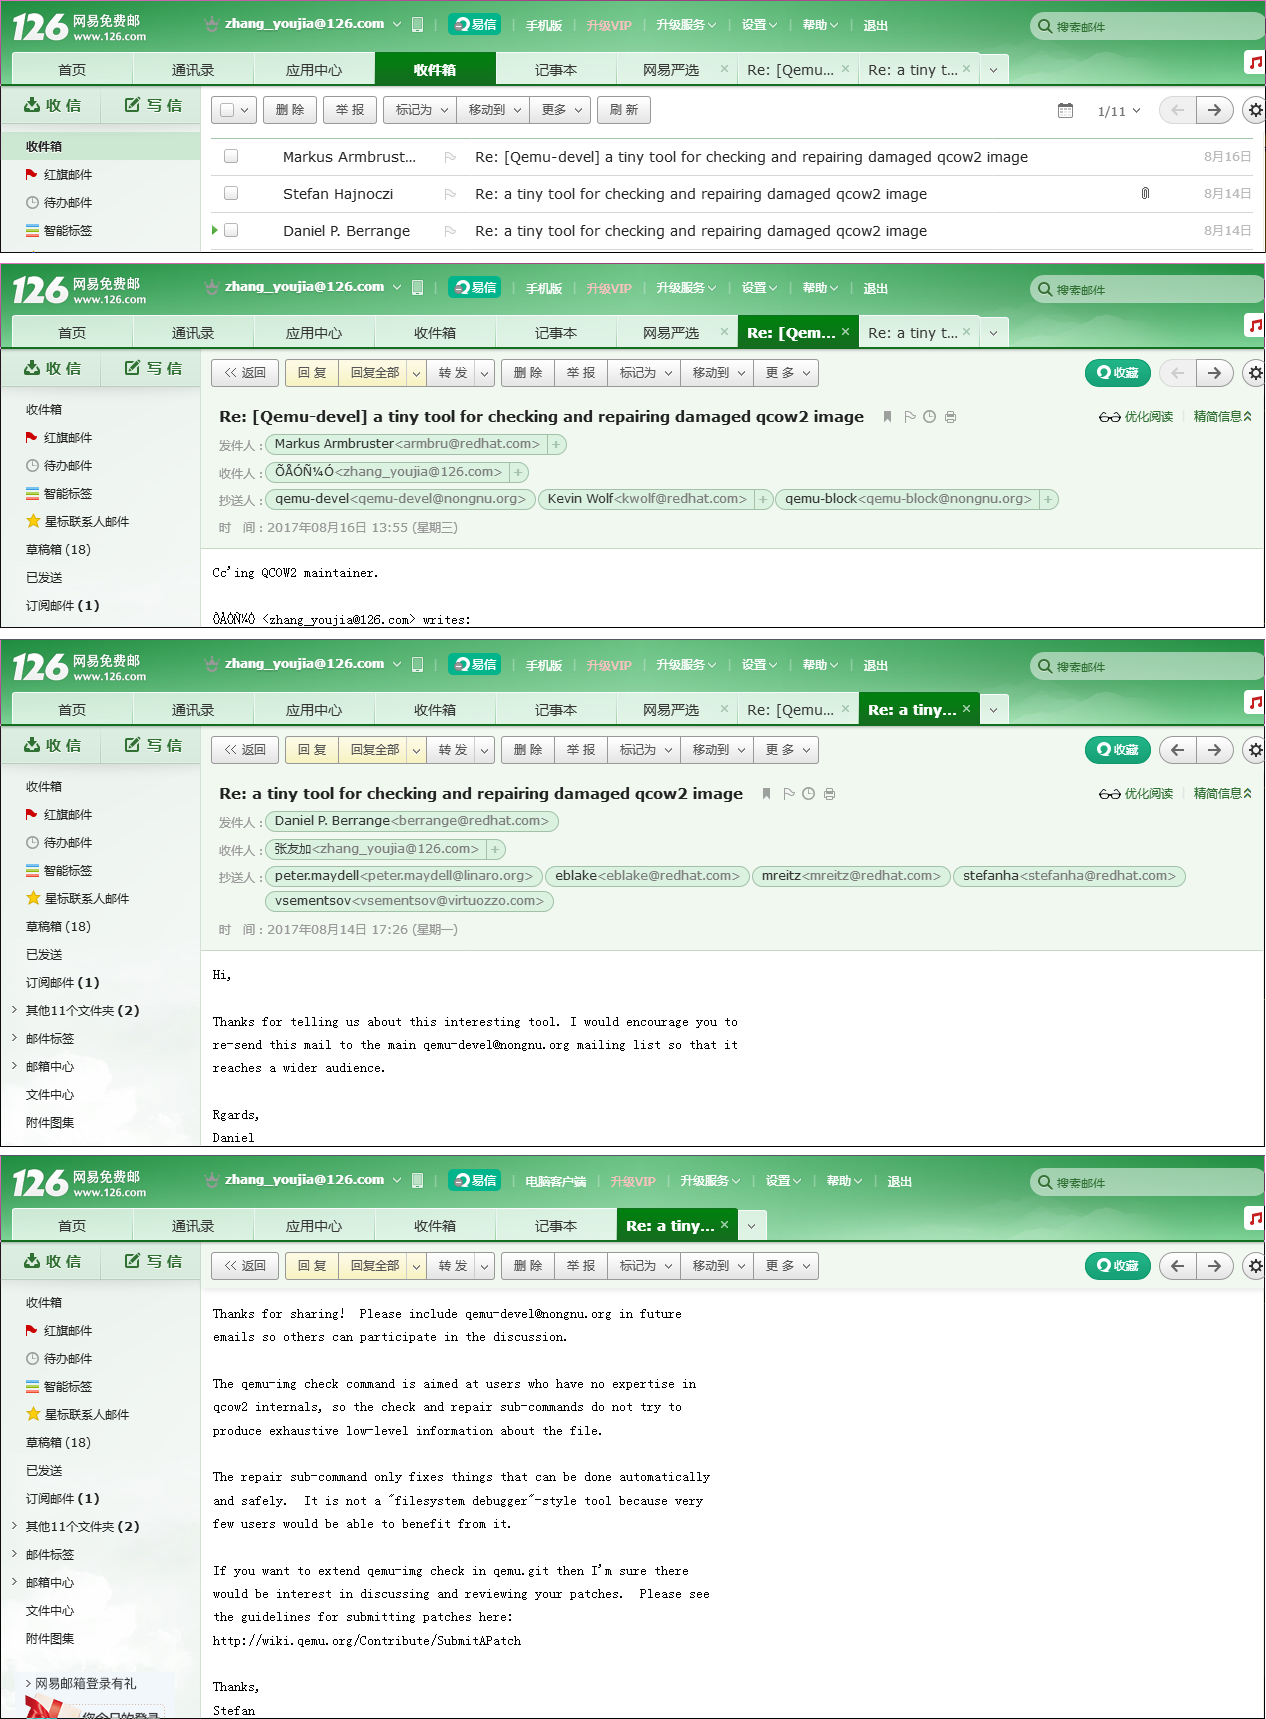 126 网易免费邮 www.126.com
zhang_youjia@126.com 易信 手机版 升级VIP 升级服务 设置 帮助 退出 搜索邮件
首页 通讯录 应用中心 收件箱 记事本 网易严选 × Re: [Qemu... × Re: a tiny t... ×
收 信 写 信 删 除 举 报 标记为 移动到 更多 刷 新 1/11
收件箱
Markus Armbrust... Re: [Qemu-devel] a tiny tool for checking and repairing damaged qcow2 image 8月16日
红旗邮件
Stefan Hajnoczi Re: a tiny tool for checking and repairing damaged qcow2 image 8月14日
待办邮件
智能标签
Daniel P. Berrange Re: a tiny tool for checking and repairing damaged qcow2 image 8月14日
126 网易免费邮 www.126.com
zhang_youjia@126.com 易信 手机版 升级VIP 升级服务 设置 帮助 退出 搜索邮件
首页 通讯录 应用中心 收件箱 记事本 网易严选 × Re: [Qem... × Re: a tiny t... ×
收 信 写 信 << 返回 回 复 回复全部 转 发 删 除 举 报 标记为 移动到 更 多 收藏
收件箱
红旗邮件
待办邮件
智能标签
星标联系人邮件
草稿箱 (18)
已发送
订阅邮件 (1)
Re: [Qemu-devel] a tiny tool for checking and repairing damaged qcow2 image 优化阅读 精简信息
发件人 : Markus Armbruster<armbru@redhat.com> +
收件人 : ÕÅÓÑ¼Ó<zhang_youjia@126.com> +
抄送人 : qemu-devel<qemu-devel@nongnu.org> Kevin Wolf<kwolf@redhat.com> + qemu-block<qemu-block@nongnu.org> +
时 间 : 2017年08月16日 13:55 (星期三)
Cc'ing QCOW2 maintainer.
ÕÅÓÑ¼Ó <zhang_youjia@126.com> writes:
126 网易免费邮 www.126.com
zhang_youjia@126.com 易信 手机版 升级VIP 升级服务 设置 帮助 退出 搜索邮件
首页 通讯录 应用中心 收件箱 记事本 网易严选 × Re: [Qemu... × Re: a tiny... ×
收 信 写 信 << 返回 回 复 回复全部 转 发 删 除 举 报 标记为 移动到 更 多 收藏
收件箱
红旗邮件
待办邮件
智能标签
星标联系人邮件
草稿箱 (18)
已发送
订阅邮件 (1)
其他11个文件夹 (2)
邮件标签
邮箱中心
文件中心
附件图集
Re: a tiny tool for checking and repairing damaged qcow2 image 优化阅读 精简信息
发件人 : Daniel P. Berrange<berrange@redhat.com>
收件人 : 张友加<zhang_youjia@126.com> +
抄送人 : peter.maydell<peter.maydell@linaro.org> eblake<eblake@redhat.com> mreitz<mreitz@redhat.com> stefanha<stefanha@redhat.com>
vsementsov<vsementsov@virtuozzo.com>
时 间 : 2017年08月14日 17:26 (星期一)
Hi,
Thanks for telling us about this interesting tool. I would encourage you to
re-send this mail to the main qemu-devel@nongnu.org mailing list so that it
reaches a wider audience.
Rgards,
Daniel
126 网易免费邮 www.126.com
zhang_youjia@126.com 易信 电脑客户端 升级VIP 升级服务 设置 帮助 退出 搜索邮件
首页 通讯录 应用中心 收件箱 记事本 Re: a tiny... ×
收 信 写 信 << 返回 回 复 回复全部 转 发 删 除 举 报 标记为 移动到 更 多 收藏
收件箱
红旗邮件
待办邮件
智能标签
星标联系人邮件
草稿箱 (18)
已发送
订阅邮件 (1)
其他11个文件夹 (2)
邮件标签
邮箱中心
文件中心
附件图集
> 网易邮箱登录有礼
您今日的登录
Thanks for sharing!  Please include qemu-devel@nongnu.org in future
emails so others can participate in the discussion.
The qemu-img check command is aimed at users who have no expertise in
qcow2 internals, so the check and repair sub-commands do not try to
produce exhaustive low-level information about the file.
The repair sub-command only fixes things that can be done automatically
and safely.  It is not a "filesystem debugger"-style tool because very
few users would be able to benefit from it.
If you want to extend qemu-img check in qemu.git then I'm sure there
would be interest in discussing and reviewing your patches.  Please see
the guidelines for submitting patches here:
http://wiki.qemu.org/Contribute/SubmitAPatch
Thanks,
Stefan